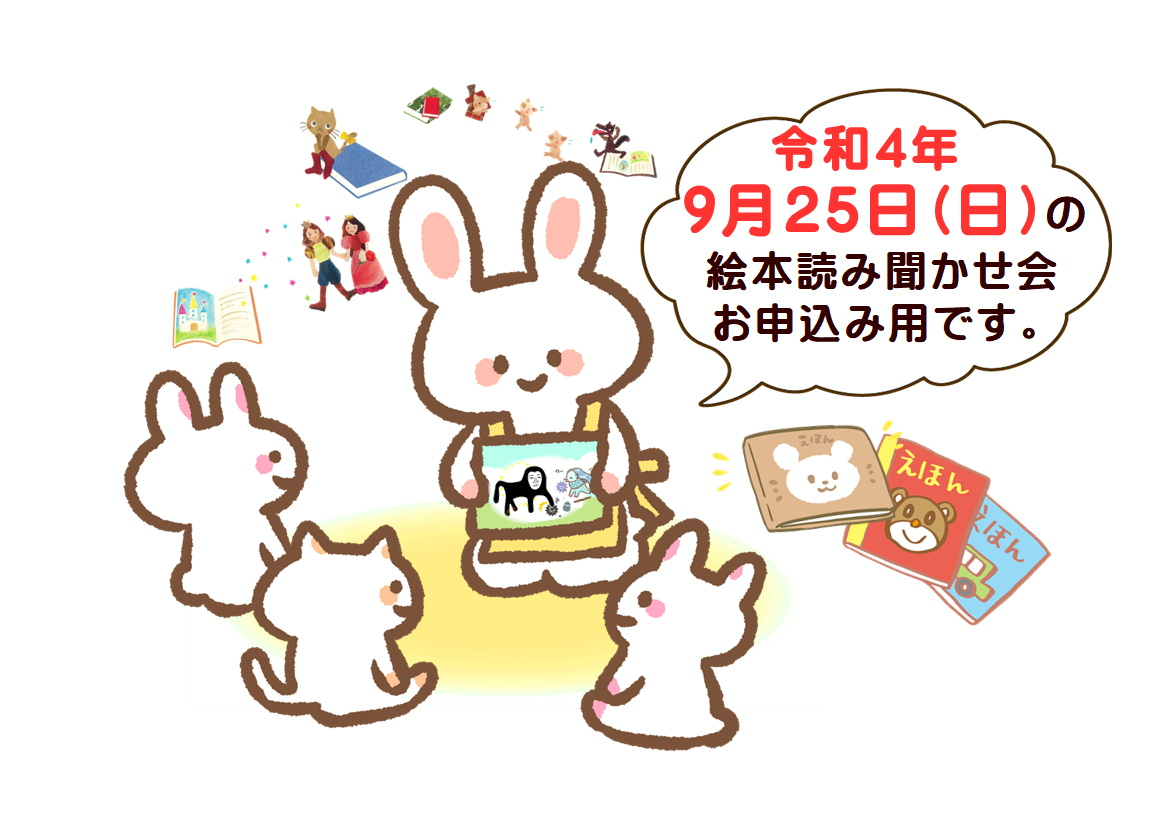 令和4年
9月25日(日)の
絵本読み聞かせ会
お申込み用です。
えほん
えほん
えほん